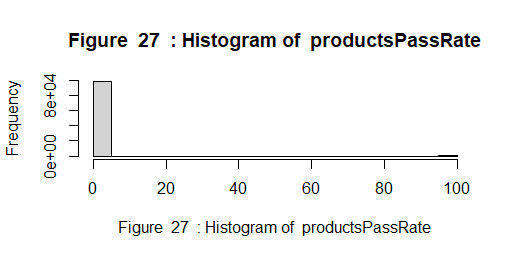 Figure 27 : Histogram of productsPassRate
Frequency
0e+00 8e+04
0 20 40 60 80 100
Figure 27 : Histogram of productsPassRate